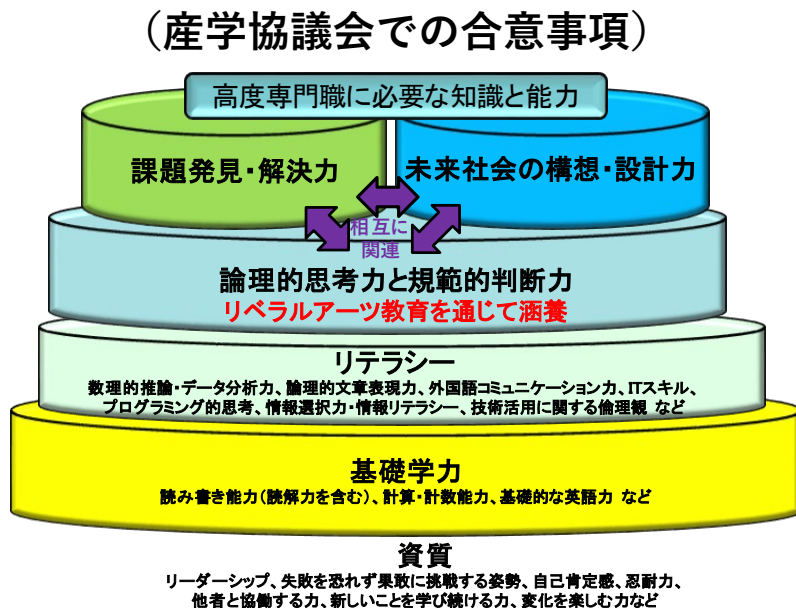 (産学協議会での合意事項)
高度専門職に必要な知識と能力
課題発見・解決力
未来社会の構想・設計力
相互に
関連
論理的思考力と規範的判断力
リベラルアーツ教育を通じて涵養
リテラシー
数理的推論・データ分析力、論理的文章表現力、外国語コミュニケーション力、ITスキル、
プログラミング的思考、情報選択力・情報リテラシー、技術活用に関する倫理観 など
基礎学力
読み書き能力(読解力を含む)、計算・計数能力、基礎的な英語力 など
資質
リーダーシップ、失敗を恐れず果敢に挑戦する姿勢、自己肯定感、忍耐力、
他者と協働する力、新しいことを学び続ける力、変化を楽しむ力など